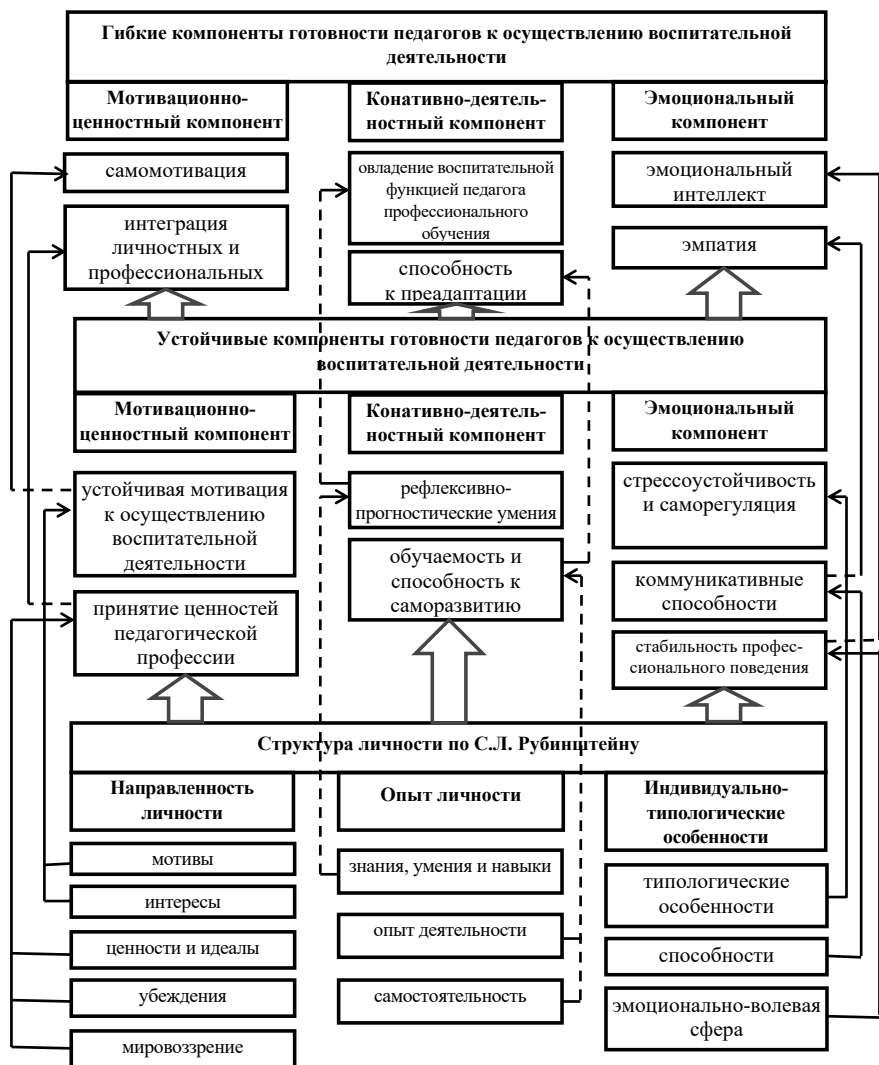 Гибкие компоненты готовности педагогов к осуществлению воспитательной
деятельности
Мотивационно-
ценностный компонент
Конативно-деятель-
ностный компонент
Эмоциональный
компонент
самомотивация
овладение воспитательной
функцией педагога
профессионального
обучения
эмоциональный
интеллект
интеграция
личностных и
профессиональных
способность
к преадаптации
эмпатия
Устойчивые компоненты готовности педагогов к осуществлению
воспитательной деятельности
Мотивационно-
ценностный компонент
Конативно-деятель-
ностный компонент
Эмоциональный
компонент
устойчивая мотивация
к осуществлению
воспитательной
деятельности
рефлексивно-
прогностические умения
стрессоустойчивость
и саморегуляция
принятие ценностей
педагогической
профессии
обучаемость и
способность к
саморазвитию
коммуникативные
способности
стабильность профес-
сионального поведения
Структура личности по С.Л. Рубинштейну
Направленность
личности
Опыт личности
Индивидуально-
типологические
особенности
мотивы
интересы
ценности и идеалы
убеждения
мировоззрение
знания, умения и навыки
опыт деятельности
самостоятельность
типологические
особенности
способности
эмоционально-волевая
сфера